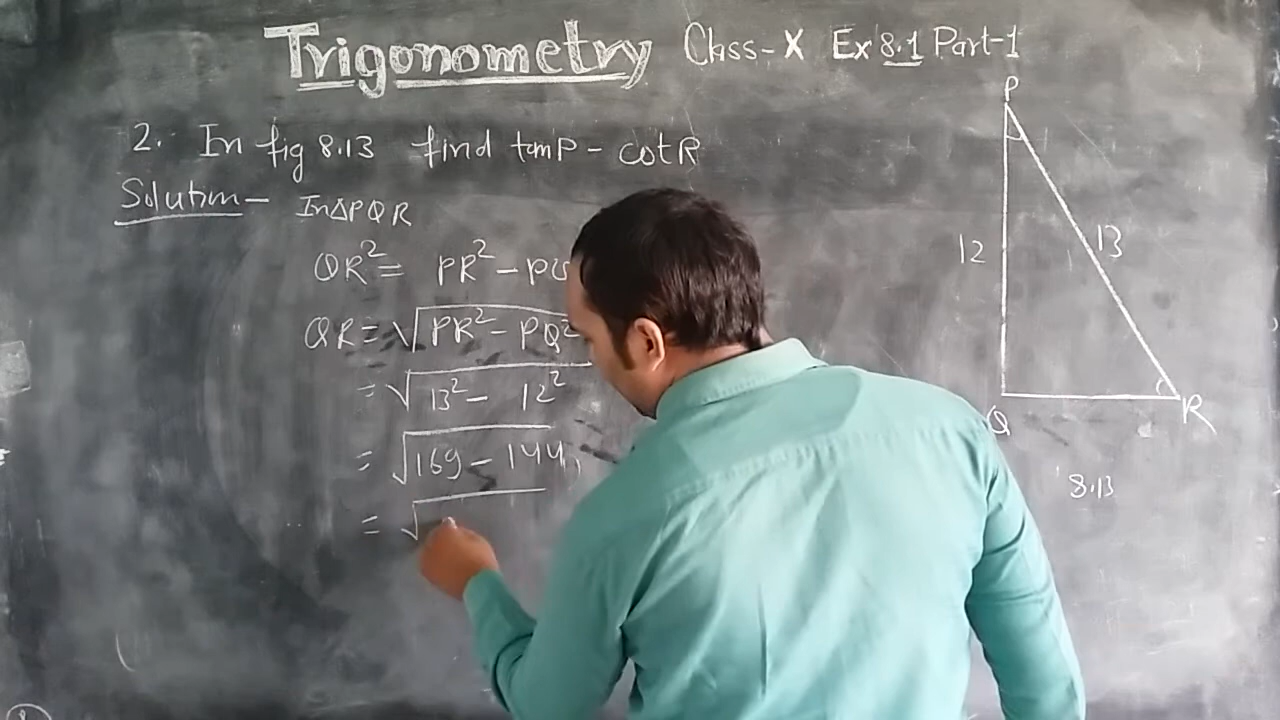 Trigonometry Class-X Ex 8.1 Part-1
2. In fig 8.13 find tanP - cotR
Solution - In∆PQR
QR² = PR² - PQ
QR = √PR² - PQ²
= √13² - 12²
= √169 - 144
= √
P
12
13
Q
R
8.13